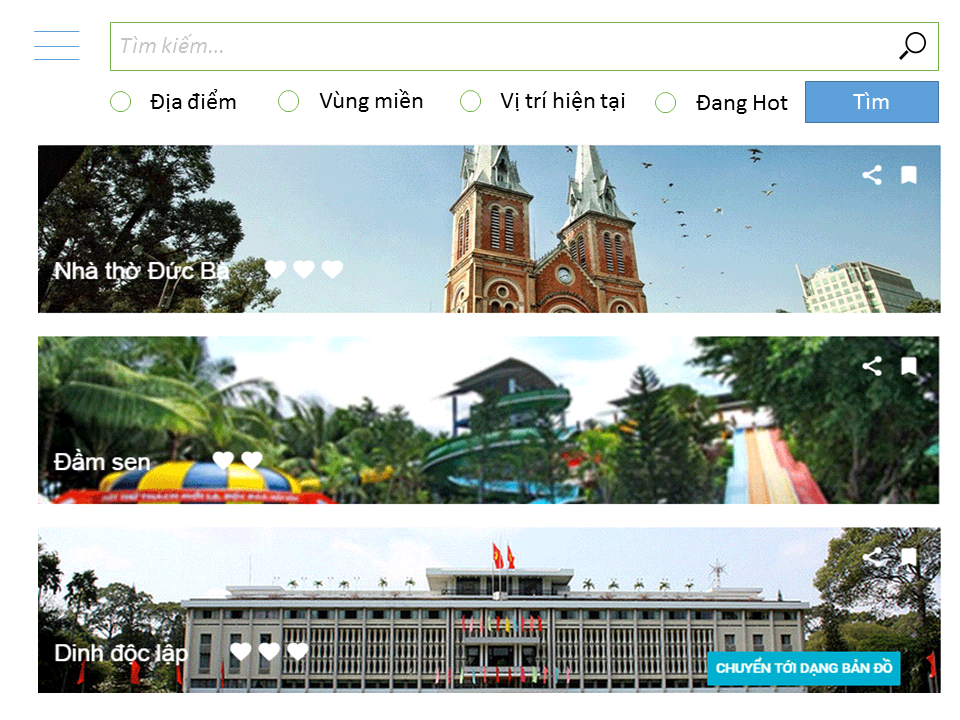 Tìm kiếm...
Địa điểm
Vùng miền
Vị trí hiện tại
Đang Hot
Tìm
Nhà thờ Đức Bà
Đầm sen
Dinh độc lập
CHUYỂN TỚI DẠNG BẢN ĐỒ